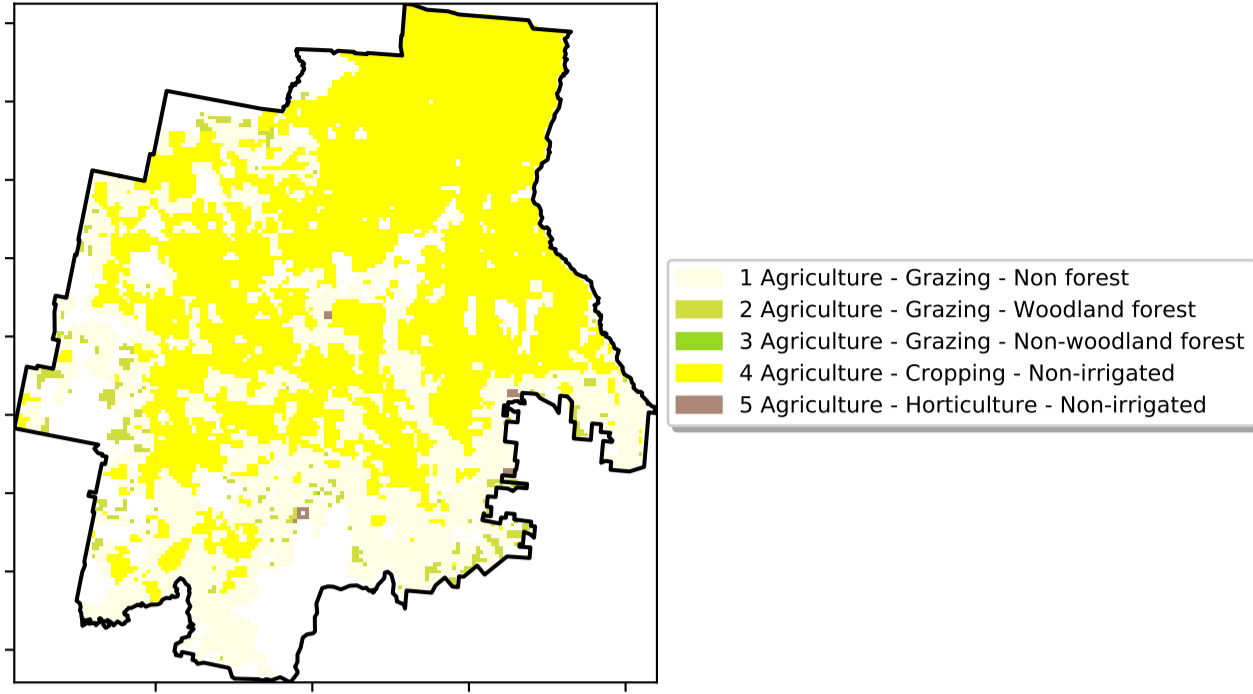 1 Agriculture - Grazing - Non forest
2 Agriculture - Grazing - Woodland forest
3 Agriculture - Grazing - Non-woodland forest
4 Agriculture - Cropping - Non-irrigated
5 Agriculture - Horticulture - Non-irrigated